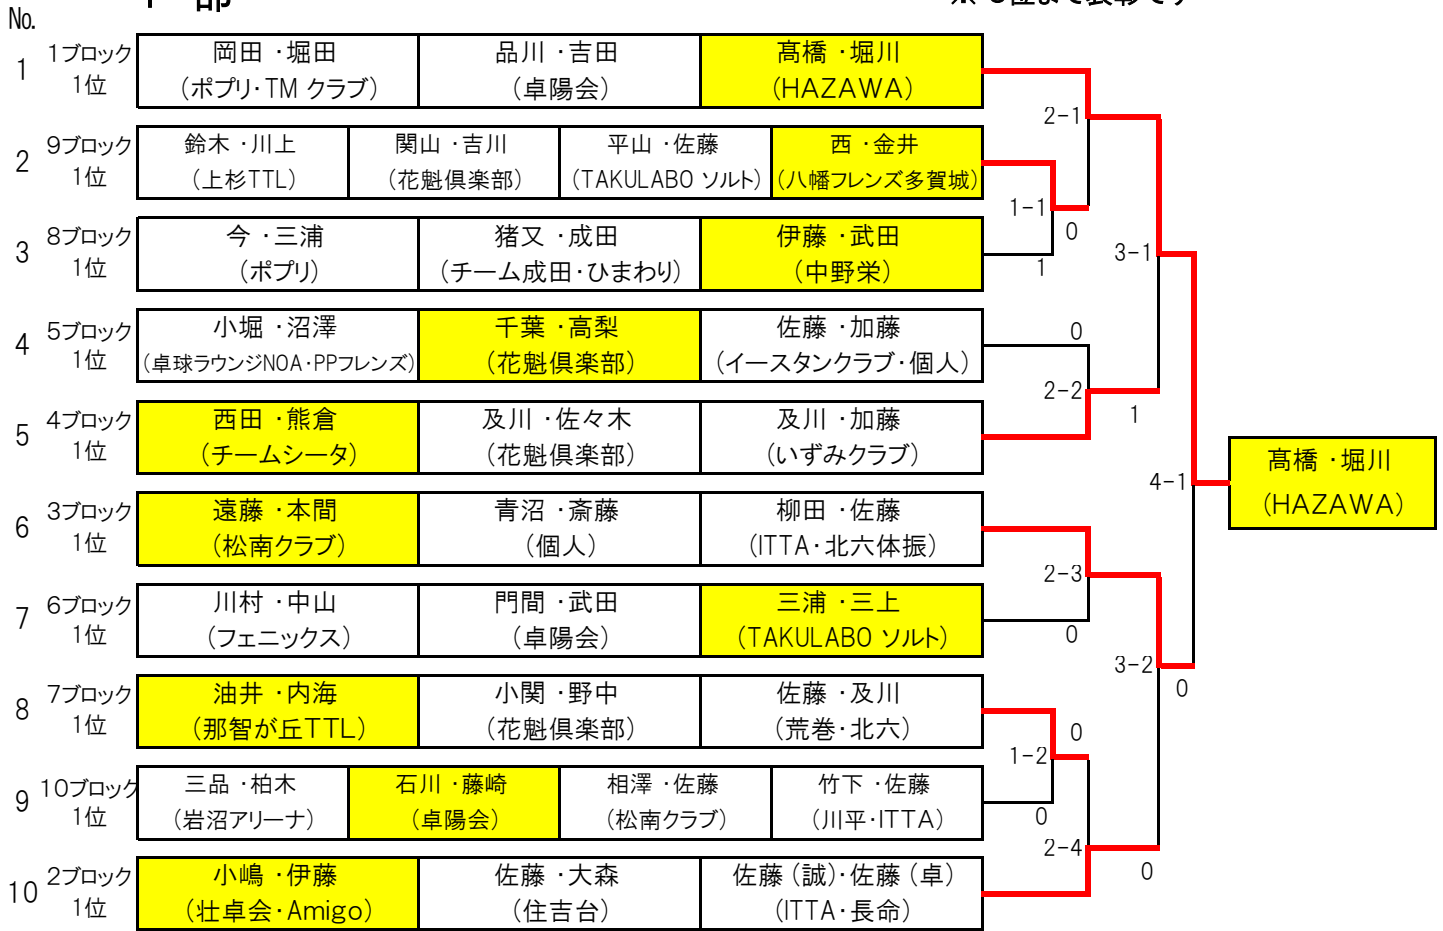 No.
1 1ブロック 1位 岡田・堀田 (ポプリ・TM クラブ) 品川・吉田 (卓陽会) 髙橋・堀川 (HAZAWA)
2 9ブロック 1位 鈴木・川上 (上杉TTL) 関山・吉川 (花魁倶楽部) 平山・佐藤 (TAKULABO ソルト) 西・金井 (八幡フレンズ多賀城)
3 8ブロック 1位 今・三浦 (ポプリ) 猪又・成田 (チーム成田・ひまわり) 伊藤・武田 (中野栄)
4 5ブロック 1位 小堀・沼澤 (卓球ラウンジNOA・PPフレンズ) 千葉・高梨 (花魁倶楽部) 佐藤・加藤 (イースタンクラブ・個人)
5 4ブロック 1位 西田・熊倉 (チームシータ) 及川・佐々木 (花魁倶楽部) 及川・加藤 (いずみクラブ)
6 3ブロック 1位 遠藤・本間 (松南クラブ) 青沼・斎藤 (個人) 柳田・佐藤 (ITTA・北六体振)
7 6ブロック 1位 川村・中山 (フェニックス) 門間・武田 (卓陽会) 三浦・三上 (TAKULABO ソルト)
8 7ブロック 1位 油井・内海 (那智が丘TTL) 小関・野中 (花魁倶楽部) 佐藤・及川 (荒巻・北六)
9 10ブロック 1位 三品・柏木 (岩沼アリーナ) 石川・藤崎 (卓陽会) 相澤・佐藤 (松南クラブ) 竹下・佐藤 (川平・ITTA)
10 2ブロック 1位 小嶋・伊藤 (壮卓会・Amigo) 佐藤・大森 (住吉台) 佐藤(誠)・佐藤(卓) (ITTA・長命)
2-1
1-1
0
1
3-1
0
2-2
1
4-1
2-3
0
3-2
0
0
1-2
0
2-4
0
髙橋・堀川
(HAZAWA)